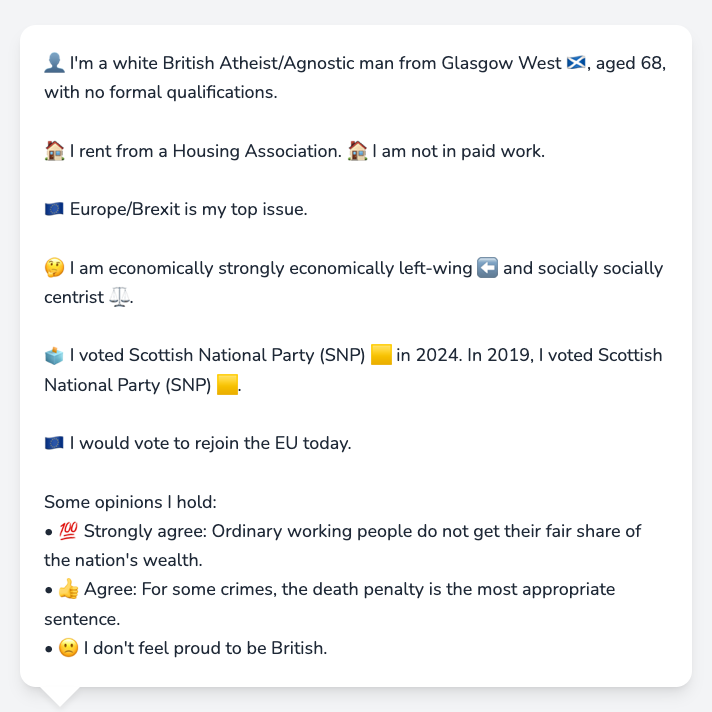 👤 I'm a white British Atheist/Agnostic man from Glasgow West 🏴󠁧󠁢󠁳󠁣󠁴󠁿, aged 68,
with no formal qualifications.
🏠 I rent from a Housing Association. 🏠 I am not in paid work.
🇪🇺 Europe/Brexit is my top issue.
🤔 I am economically strongly economically left-wing ⬅️ and socially socially
centrist ⚖️.
🗳️ I voted Scottish National Party (SNP) 🟨 in 2024. In 2019, I voted Scottish
National Party (SNP) 🟨.
🇪🇺 I would vote to rejoin the EU today.
Some opinions I hold:
• 💯 Strongly agree: Ordinary working people do not get their fair share of
the nation's wealth.
• 👍 Agree: For some crimes, the death penalty is the most appropriate
sentence.
• 🙁 I don't feel proud to be British.